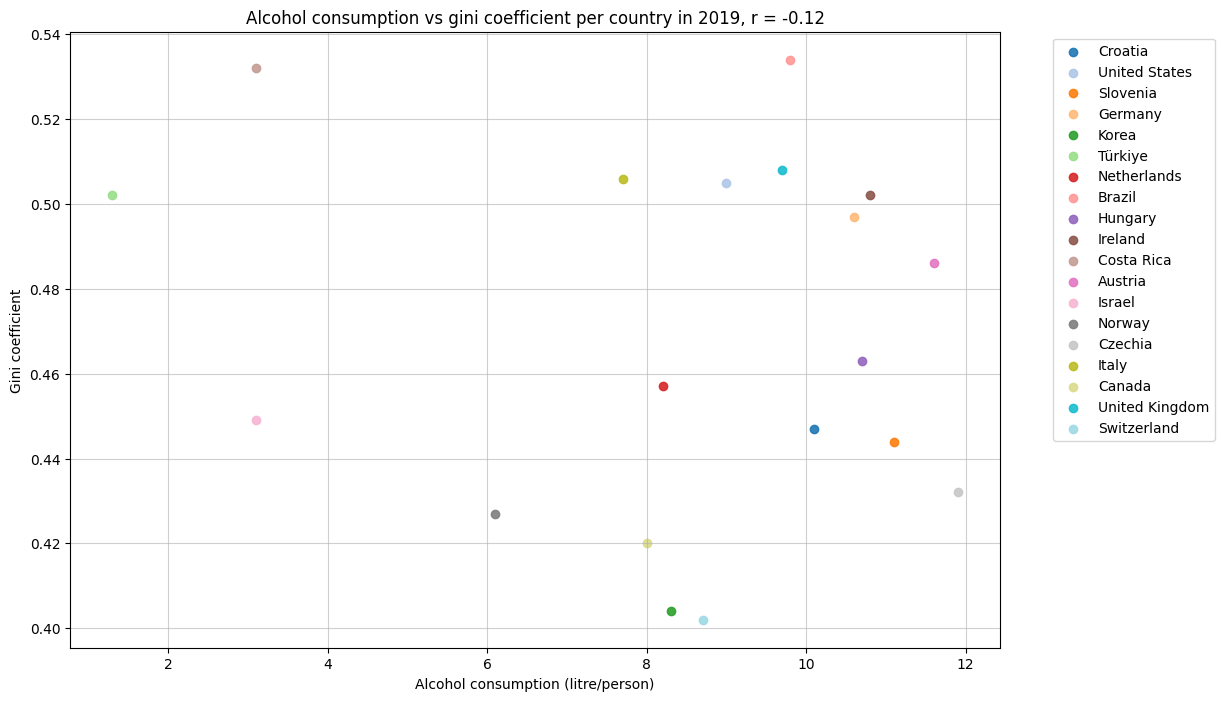 Alcohol consumption vs gini coefficient per country in 2019, r = -0.12
0.54
0.52
0.50
0.48
0.46
0.44
0.42
0.40
Gini coefficient
2 4 6 8 10 12
Alcohol consumption (litre/person)
Croatia
United States
Slovenia
Germany
Korea
Türkiye
Netherlands
Brazil
Hungary
Ireland
Costa Rica
Austria
Israel
Norway
Czechia
Italy
Canada
United Kingdom
Switzerland